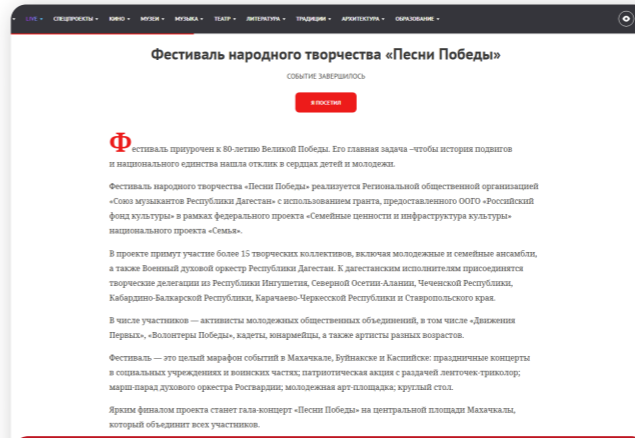 LIVE СПЕЦПРОЕКТЫ КИНО МУЗЕИ МУЗЫКА ТЕАТР ЛИТЕРАТУРА ТРАДИЦИИ АРХИТЕКТУРА ОБРАЗОВАНИЕ
Фестиваль народного творчества «Песни Победы»
СОБЫТИЕ ЗАВЕРШИЛОСЬ
Я ПОСЕТИЛ
Фестиваль приурочен к 80-летию Великой Победы. Его главная задача –чтобы история подвигов
и национального единства нашла отклик в сердцах детей и молодежи.
Фестиваль народного творчества «Песни Победы» реализуется Региональной общественной организацией
«Союз музыкантов Республики Дагестан» с использованием гранта, предоставленного ООГО «Российский
фонд культуры» в рамках федерального проекта «Семейные ценности и инфраструктура культуры»
национального проекта «Семья».
В проекте примут участие более 15 творческих коллективов, включая молодежные и семейные ансамбли,
а также Военный духовой оркестр Республики Дагестан. К дагестанским исполнителям присоединятся
творческие делегации из Республики Ингушетия, Северной Осетии-Алании, Чеченской Республики,
Кабардино-Балкарской Республики, Карачаево-Черкесской Республики и Ставропольского края.
В числе участников — активисты молодежных общественных объединений, в том числе «Движения
Первых», «Волонтеры Победы», кадеты, юнармейцы, а также артисты разных возрастов.
Фестиваль — это целый марафон событий в Махачкале, Буйнакске и Каспийске: праздничные концерты
в социальных учреждениях и воинских частях; патриотическая акция с раздачей ленточек-триколор;
марш-парад духового оркестра Росгвардии; молодежная арт-площадка; круглый стол.
Ярким финалом проекта станет гала-концерт «Песни Победы» на центральной площади Махачкалы,
который объединит всех участников.